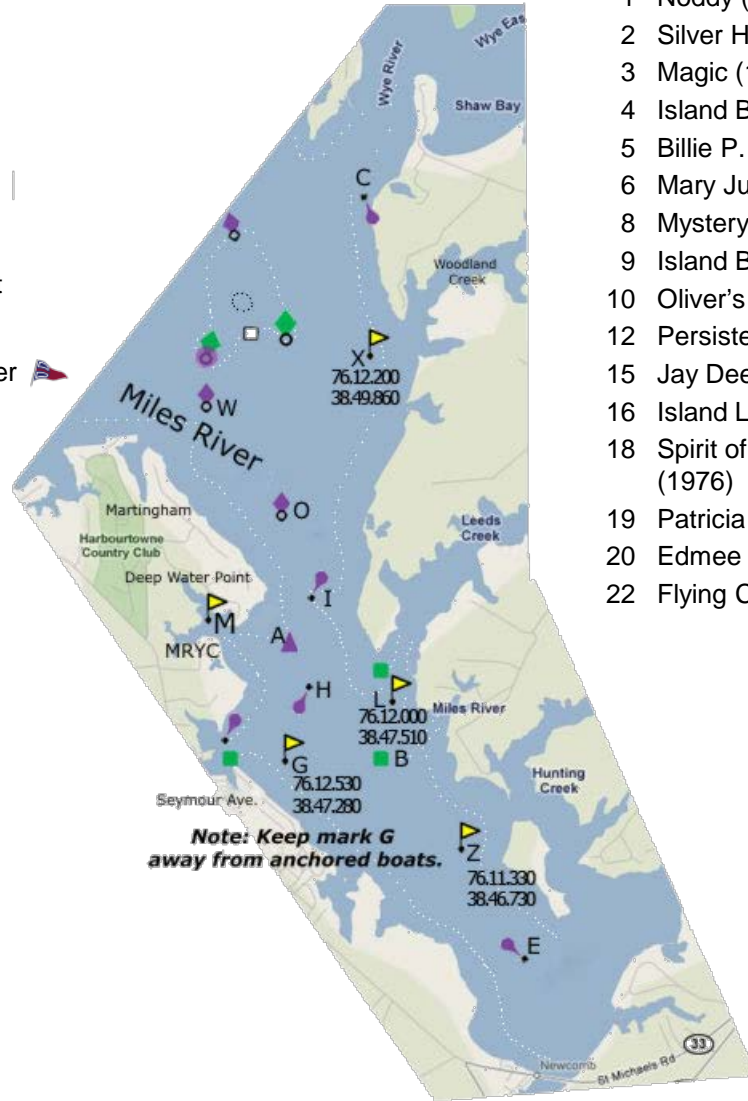 Wye River
Wye Eas
Shaw Bay
C
Woodland
Creek
X
76.12.200
38.49.860
er
W
Miles River
O
Martingham
Harbourtowne
Country Club
Leeds
Creek
Deep Water Point
I
M
A
MRYC
H
L
76.12.000
38.47.510
Miles River
G
B
76.12.530
38.47.280
Hunting
Creek
Seymour Ave.
Note: Keep mark G
away from anchored boats.
Z
76.11.330
38.46.730
E
33
Newcomb
St Michaels Rd
2 Silver H
3 Magic (
4 Island B
5 Billie P.
6 Mary Ju
8 Mystery
9 Island B
10 Oliver's
12 Persiste
15 Jay Dee
16 Island L
18 Spirit of
(1976)
19 Patricia
20 Edmee
22 Flying C